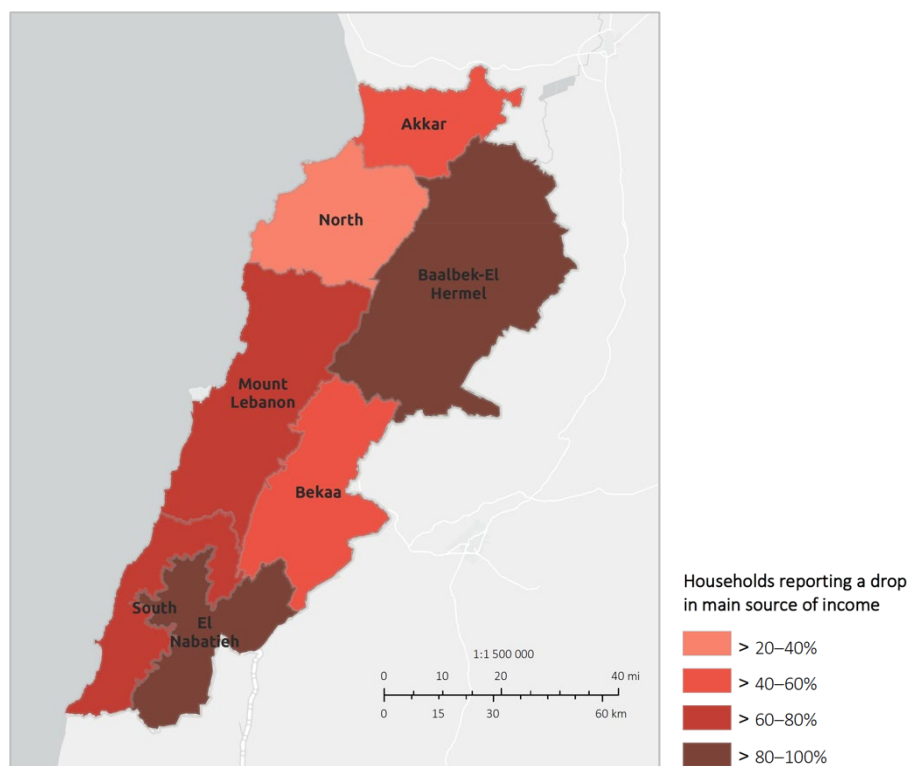 Akkar
North
Baalbek-El
Hermel
Mount
Lebanon
Bekaa
South
El
Nabatieh
1:1 500 000
0 10 20 40 mi
0 15 30 60 km
Households reporting a drop
in main source of income
> 20–40%
> 40–60%
> 60–80%
> 80–100%